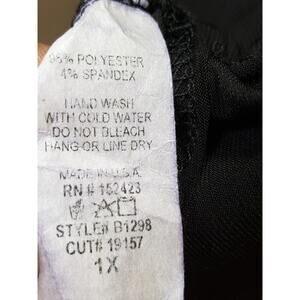 96% POLYESTER
4% SPANDEX
HAND WASH
WITH COLD WATER
DO NOT BLEACH
HANG OR LINE DRY
MADE IN U.S.A.
RN # 152423
STYLE# B1298
CUT# 19157
1X